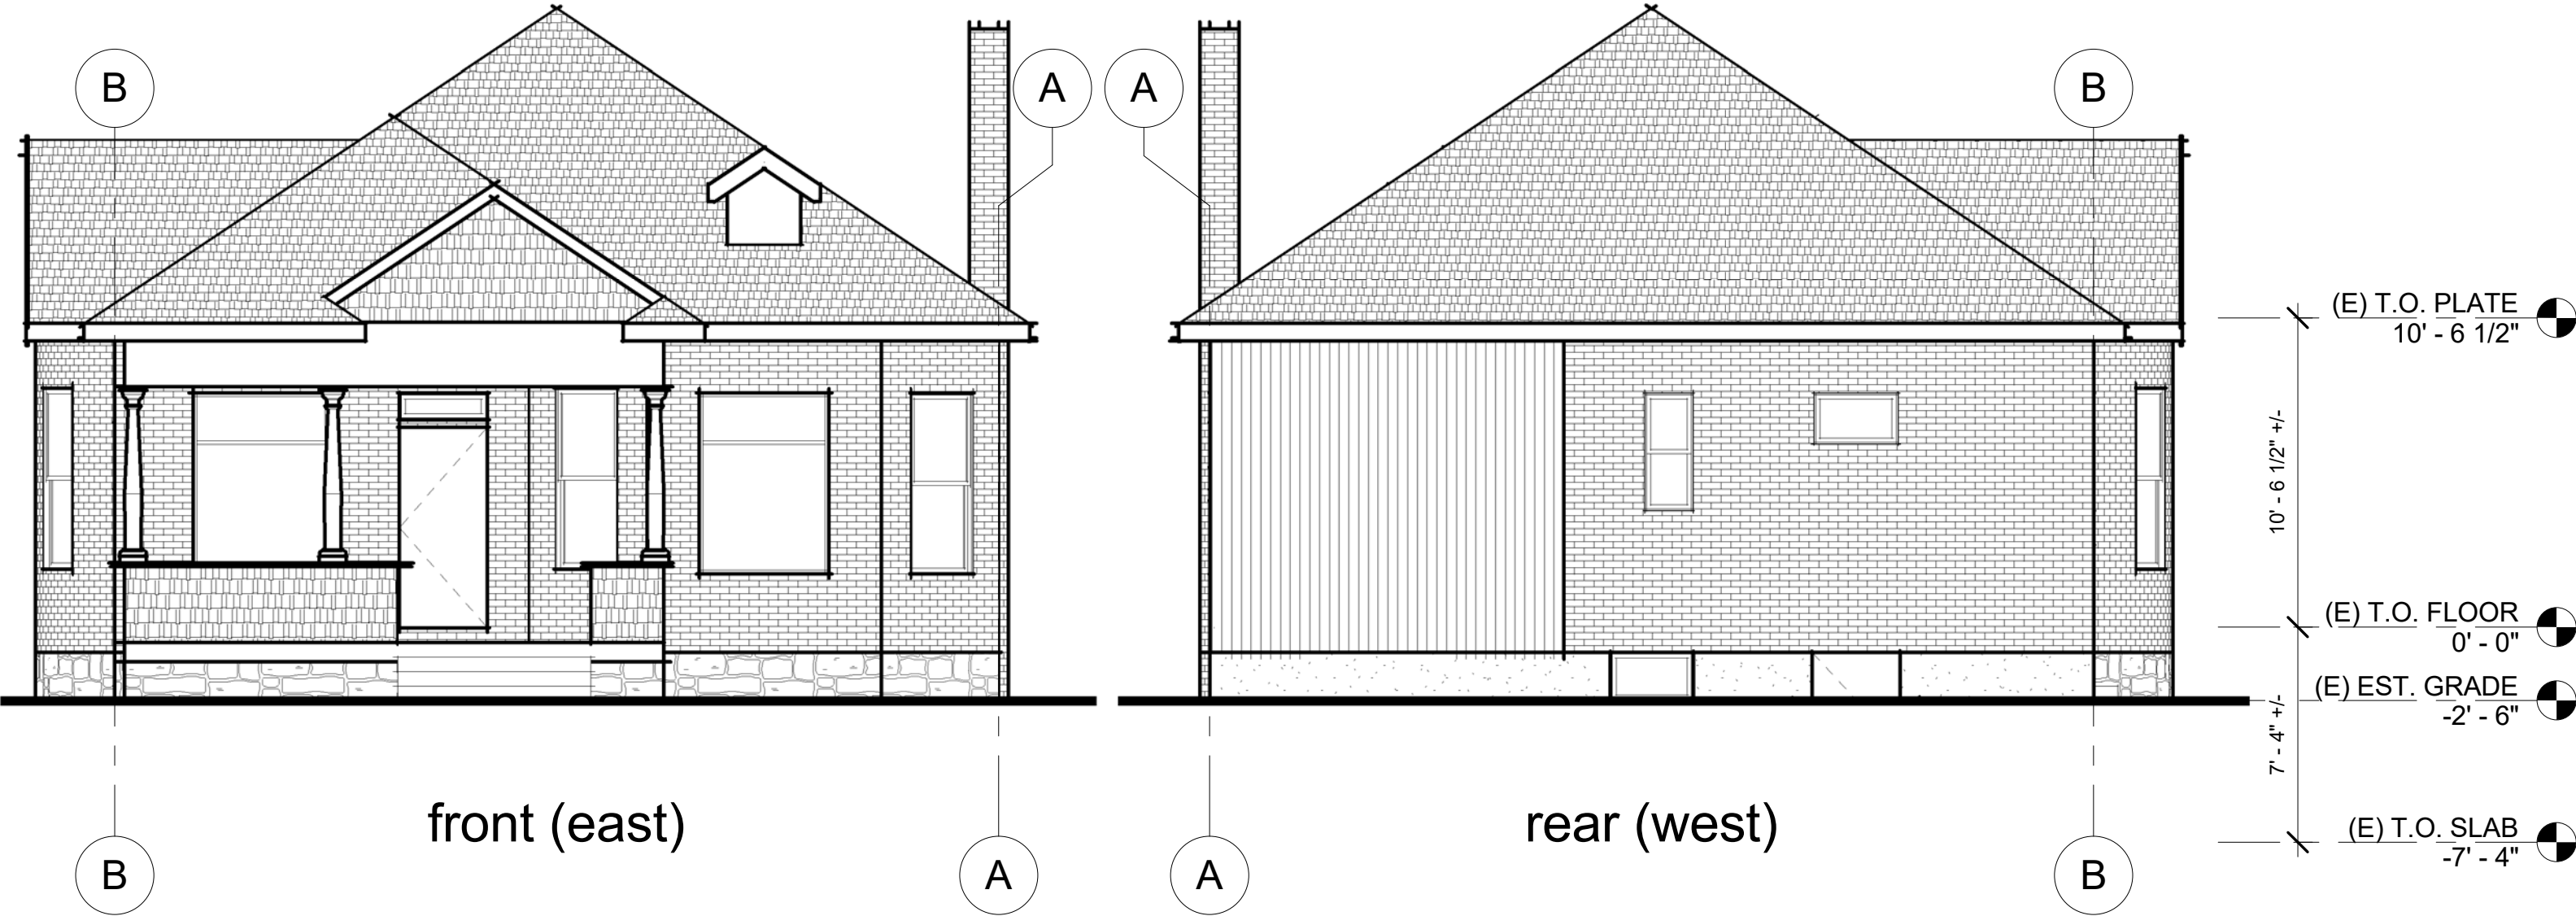 B
A
A
B
(E) T.O. PLATE
10' - 6 1/2"
10' - 6 1/2" +/-
(E) T.O. FLOOR
0' - 0"
(E) EST. GRADE
-2' - 6"
7' - 4" +/-
front (east)
rear (west)
(E) T.O. SLAB
-7' - 4"
B
A
A
B